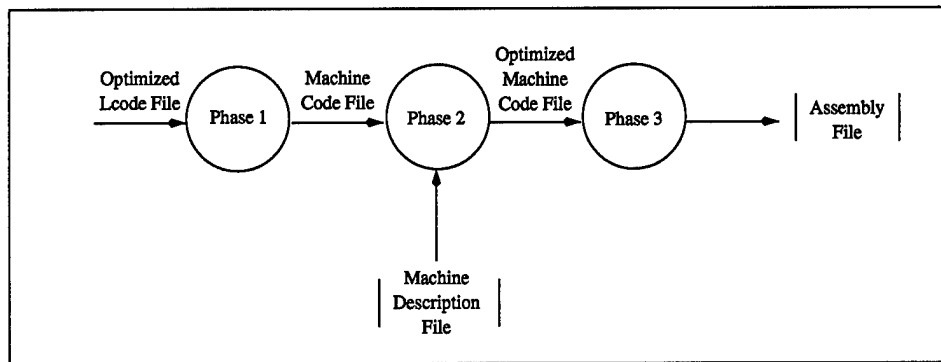 Optimized
Lcode File
Phase 1
Machine
Code File
Phase 2
Optimized
Machine
Code File
Phase 3
Assembly
File
Machine
Description
File